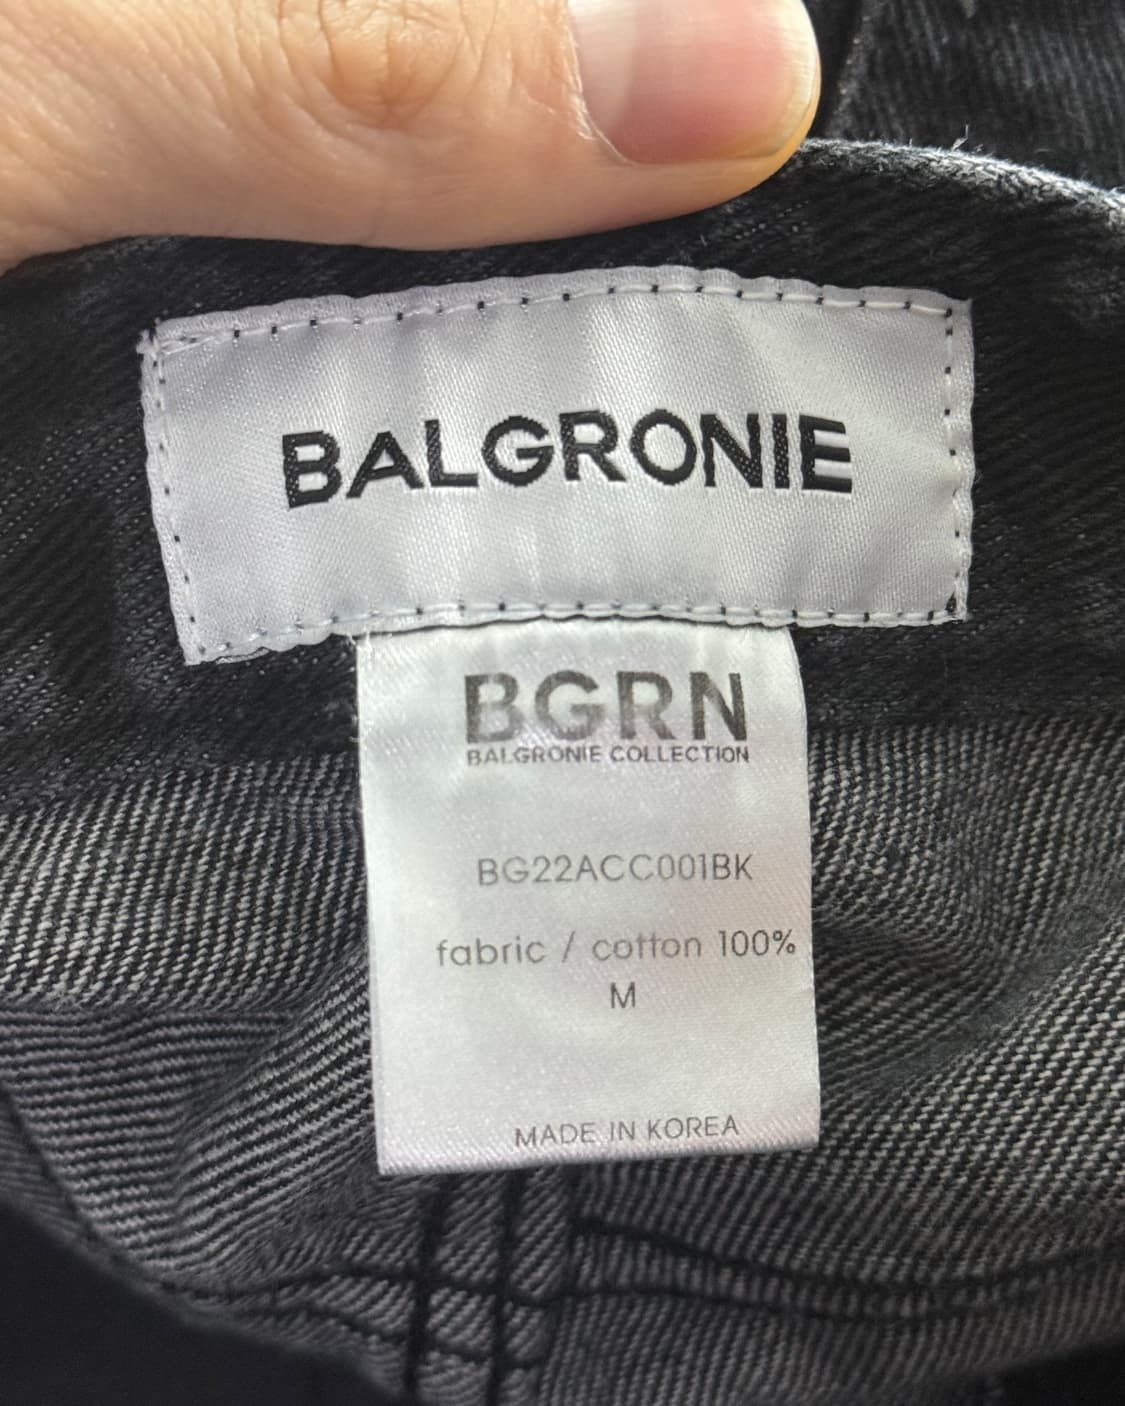 BALGRONIE
BGRN
BALGRONIE COLLECTION
BG22ACC001BK
fabric / cotton 100%
M
MADE IN KOREA